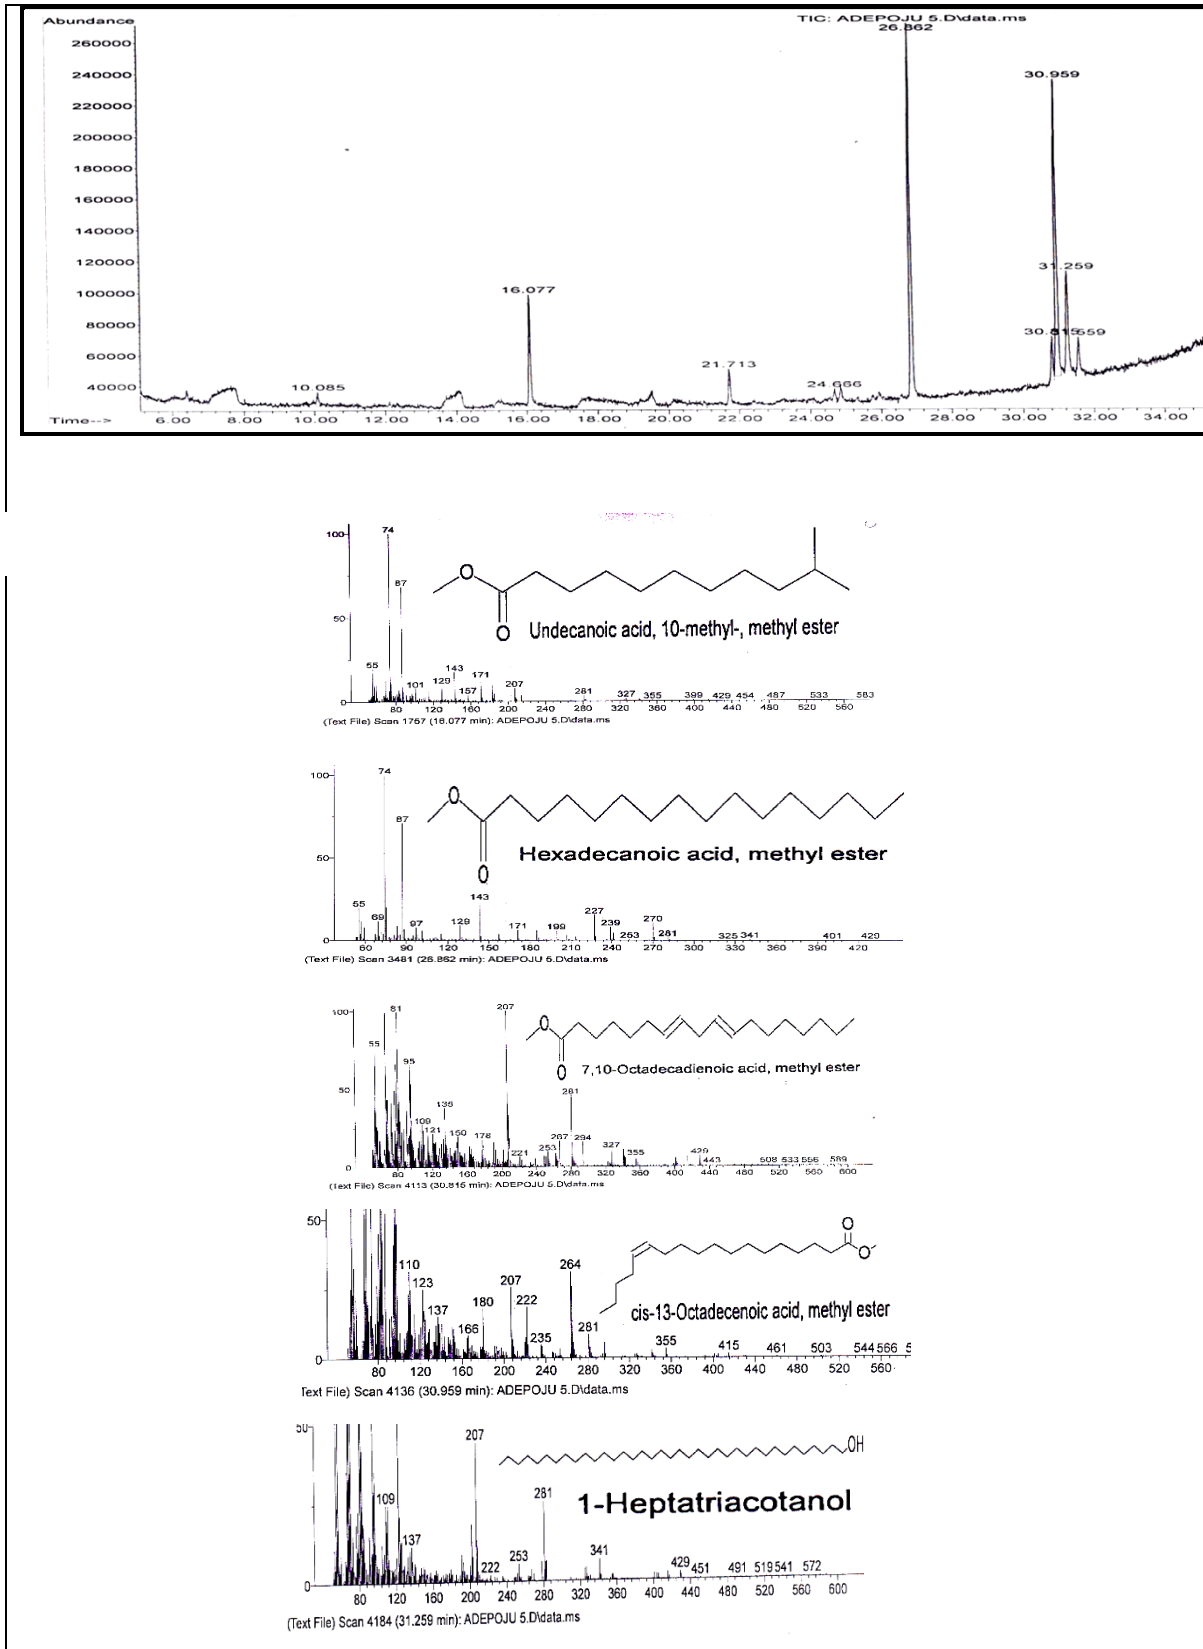 Abundance
TIC: ADEPOJU 5.D\data.ms
260000
240000
220000
200000
180000
160000
140000
120000
100000
80000
60000
40000
26.862
30.959
31.259
16.077
21.713
10.085
24.666
Time-->
6.00 8.00 10.00 12.00 14.00 16.00 18.00 20.00 22.00 24.00 26.00 28.00 30.00 32.00 34.00
100
50
0
74
87
55
101
129
143
157
171
207
281
327 355 399 429 454 487 533 583
O
O
Undecanoic acid, 10-methyl-, methyl ester
80 120 160 200 240 280 320 360 400 440 480 520 560
(Text File) Scan 1757 (16.077 min): ADEPOJU 5.D\data.ms
100
50
0
74
87
55
69
97
129
143
171
199
227
239
253
270
281
325 341 401 420
O
O
Hexadecanoic acid, methyl ester
60 90 120 150 180 210 240 270 300 330 360 390 420
(Text File) Scan 3481 (26.862 min): ADEPOJU 5.D\data.ms
100
50
0
81
55
95
109
121
135
150
178
207
221
253
267
281
294
327
355
429
443
508 533 556 589
O
O
7,10-Octadecadienoic acid, methyl ester
80 120 160 200 240 280 320 360 400 440 480 520 560 600
(Text File) Scan 4113 (30.815 min): ADEPOJU 5.D\data.ms
50
0
110
123
137
166
180
207
222
235
264
281
355
415 461 503 544 566 5
O
O
cis-13-Octadecenoic acid, methyl ester
80 120 160 200 240 280 320 360 400 440 480 520 560
Text File) Scan 4136 (30.959 min): ADEPOJU 5.D\data.ms
50
0
109
137
207
222
253
281
341
429 451 491 519 541 572
OH
1-Heptatriacotanol
80 120 160 200 240 280 320 360 400 440 480 520 560 600
(Text File) Scan 4184 (31.259 min): ADEPOJU 5.D\data.ms